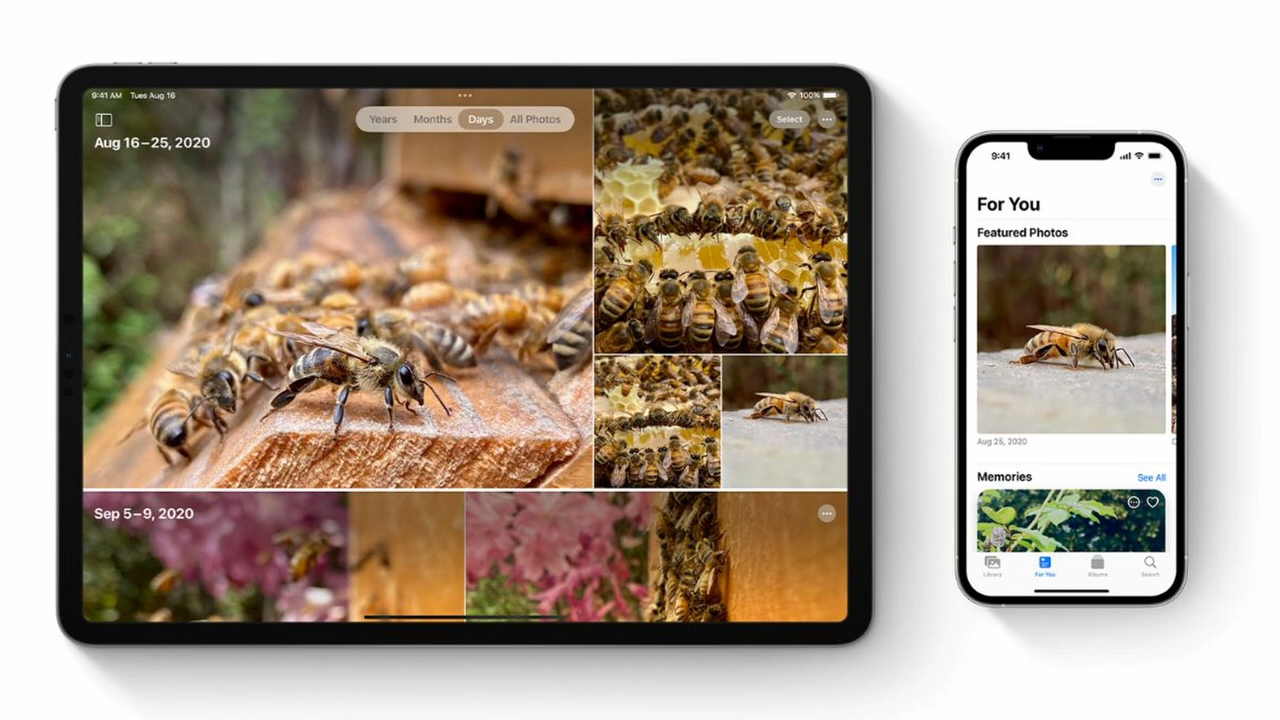 9:41 AM Tues Aug 16
100%
Years Months Days All Photos
Select
Aug 16–25, 2020
Sep 5–9, 2020
9:41
For You
Featured Photos
Aug 25, 2020
Memories
See All
Library
For You
Albums
Search